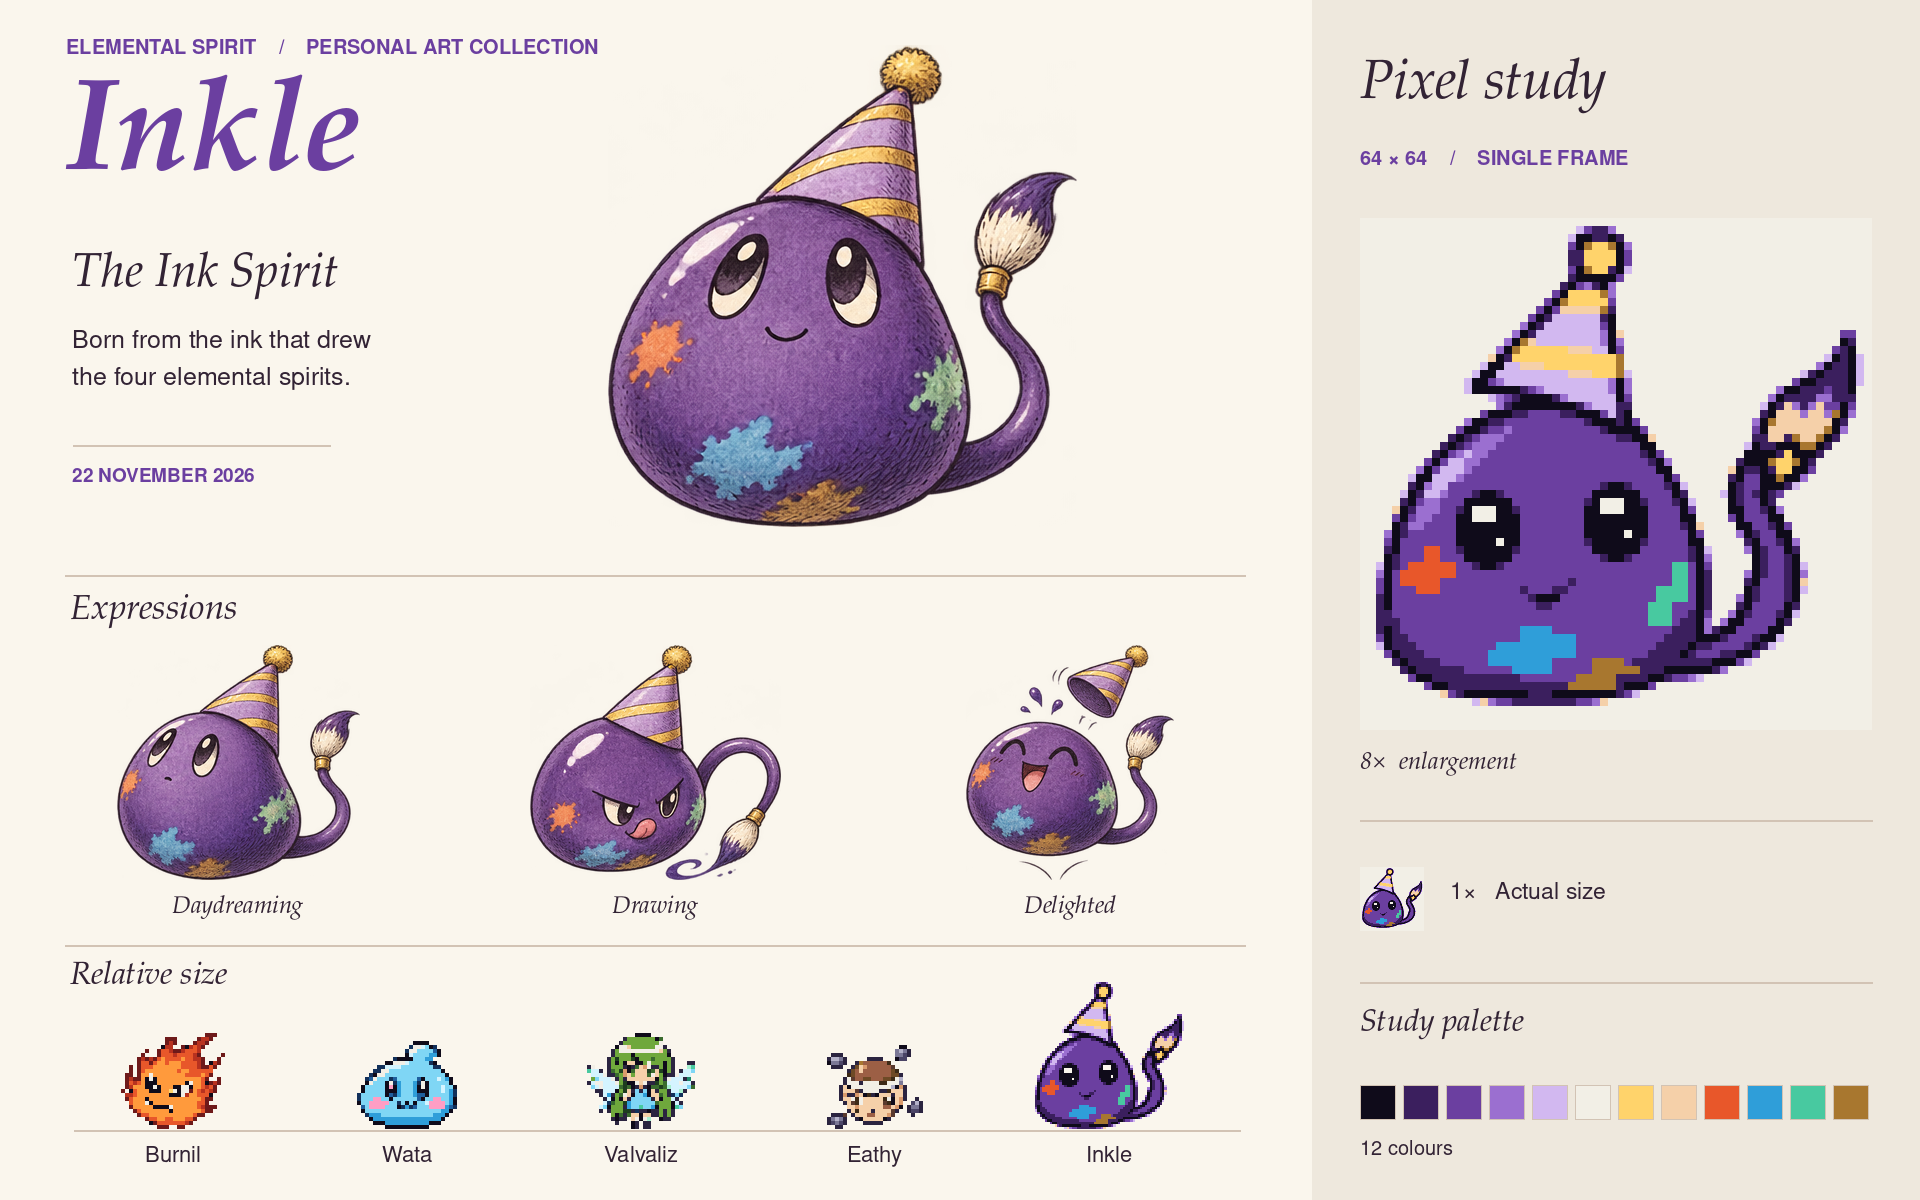 ELEMENTAL SPIRIT / PERSONAL ART COLLECTION
Inkle
The Ink Spirit
Born from the ink that drew
the four elemental spirits.
22 NOVEMBER 2026
Expressions
Daydreaming
Drawing
Delighted
Relative size
Burnil
Wata
Valvaliz
Eathy
Inkle
Pixel study
64 × 64 / SINGLE FRAME
8× enlargement
1× Actual size
Study palette
12 colours